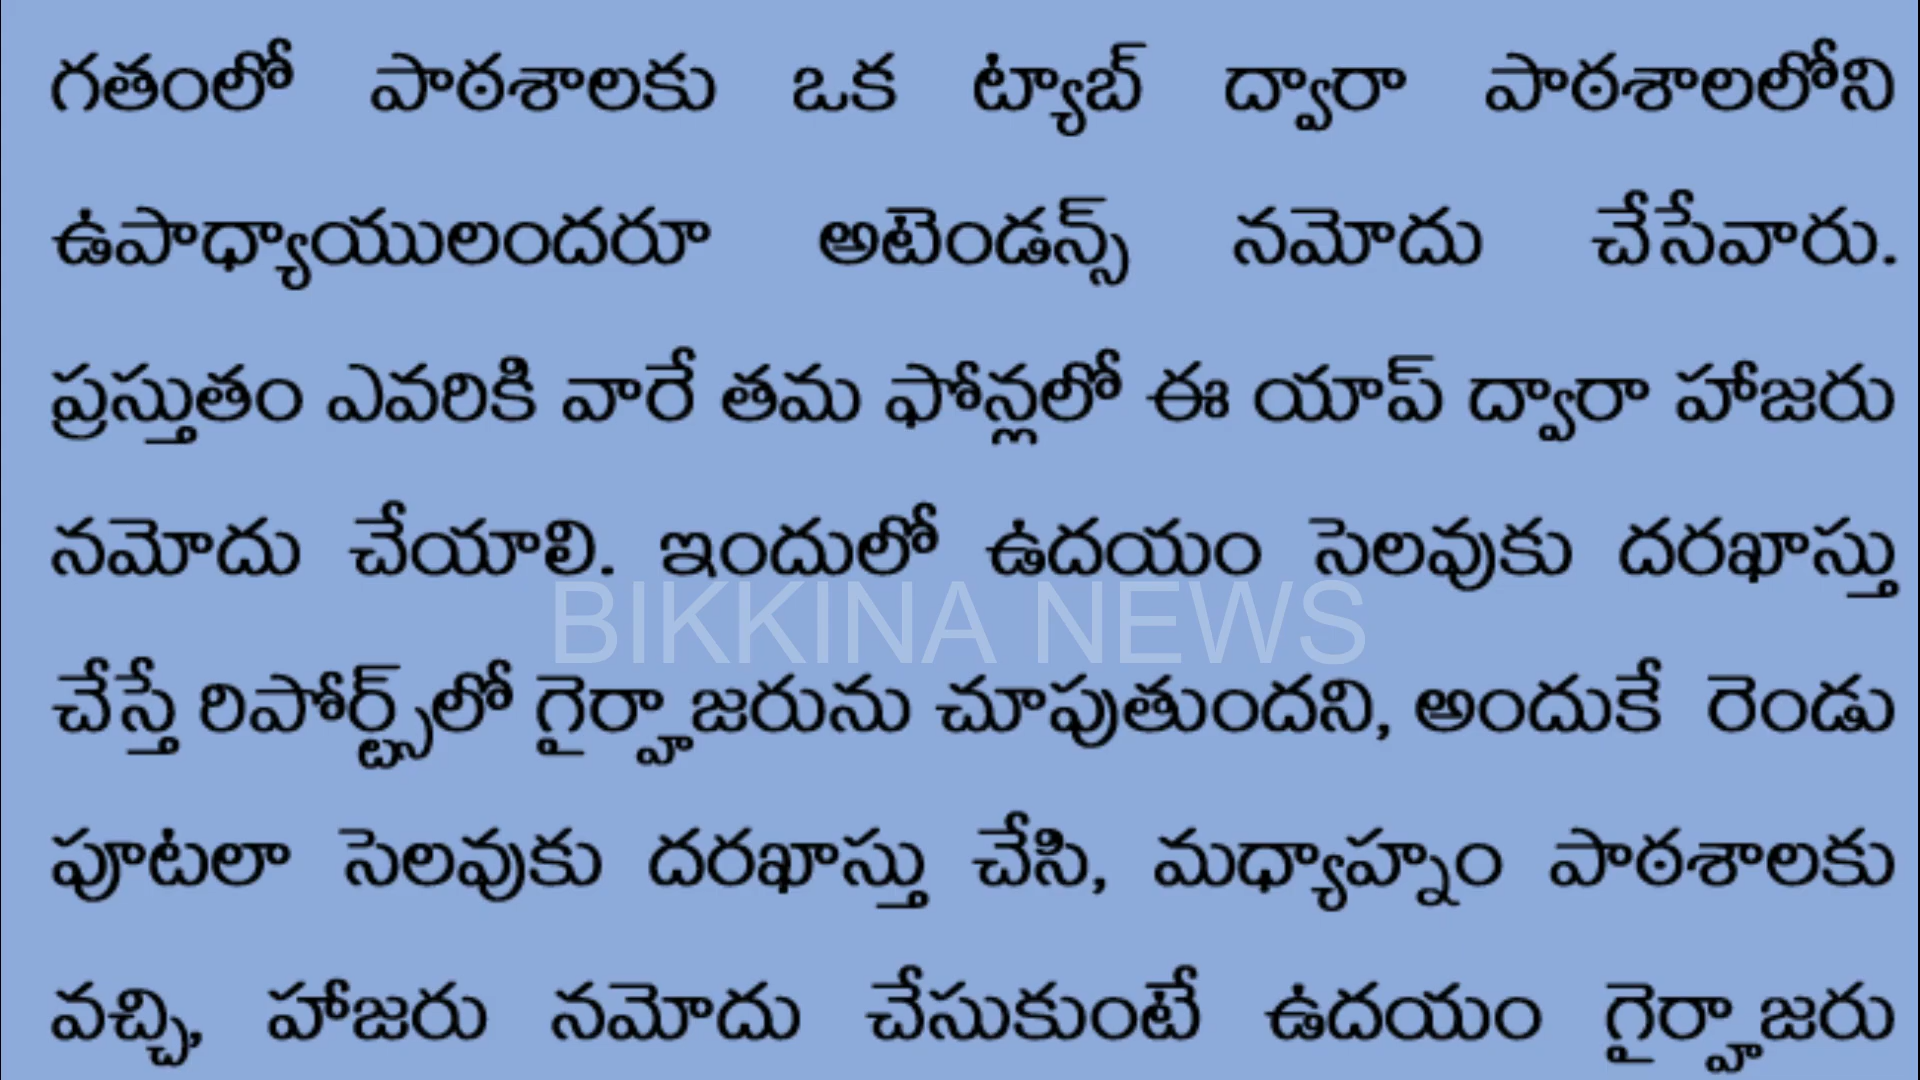 గతంలో పాఠశాలకు ఒక ట్యాబ్ ద్వారా పాఠశాలలోని
ఉపాధ్యాయులందరూ అటెండన్స్ నమోదు చేసేవారు.
ప్రస్తుతం ఎవరికి వారే తమ ఫోన్లలో ఈ యాప్ ద్వారా హాజరు
నమోదు చేయాలి. ఇందులో ఉదయం సెలవుకు దరఖాస్తు
BIKKINA NEWS
చేస్తే రిపోర్ట్స్‌లో గైర్హాజరును చూపుతుందని, అందుకే రెండు
పూటలా సెలవుకు దరఖాస్తు చేసి, మధ్యాహ్నం పాఠశాలకు
వచ్చి, హాజరు నమోదు చేసుకుంటే ఉదయం గైర్హాజరు